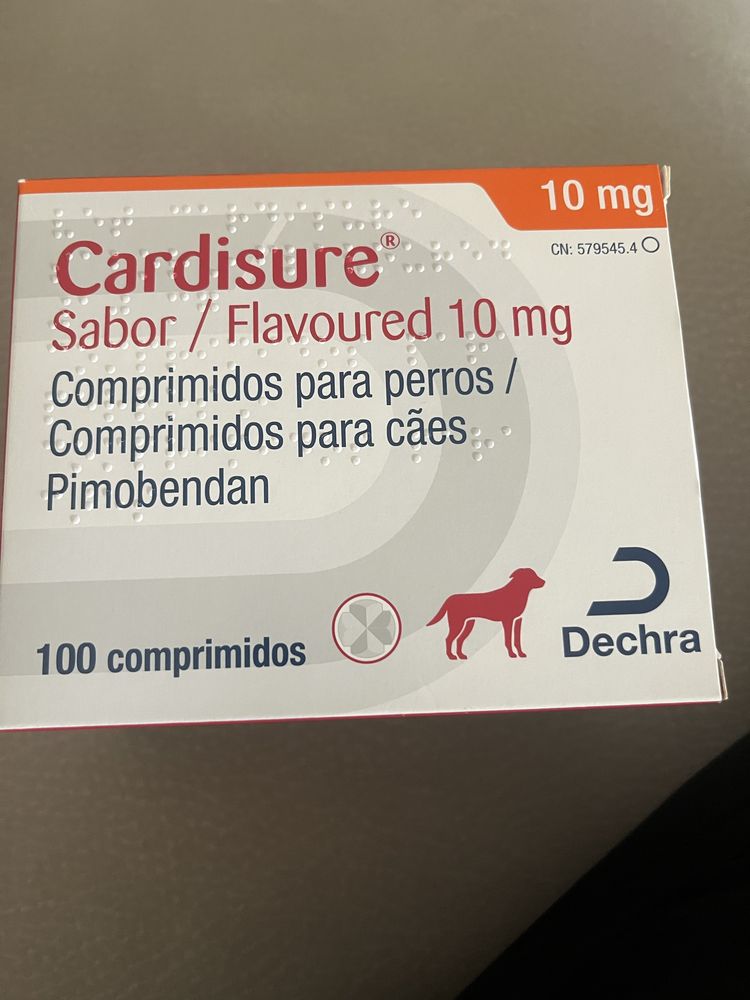 10 mg
CN: 579545.4
Cardisure®
Sabor / Flavoured 10 mg
Comprimidos para perros /
Comprimidos para cães
Pimobendan
100 comprimidos
Dechra